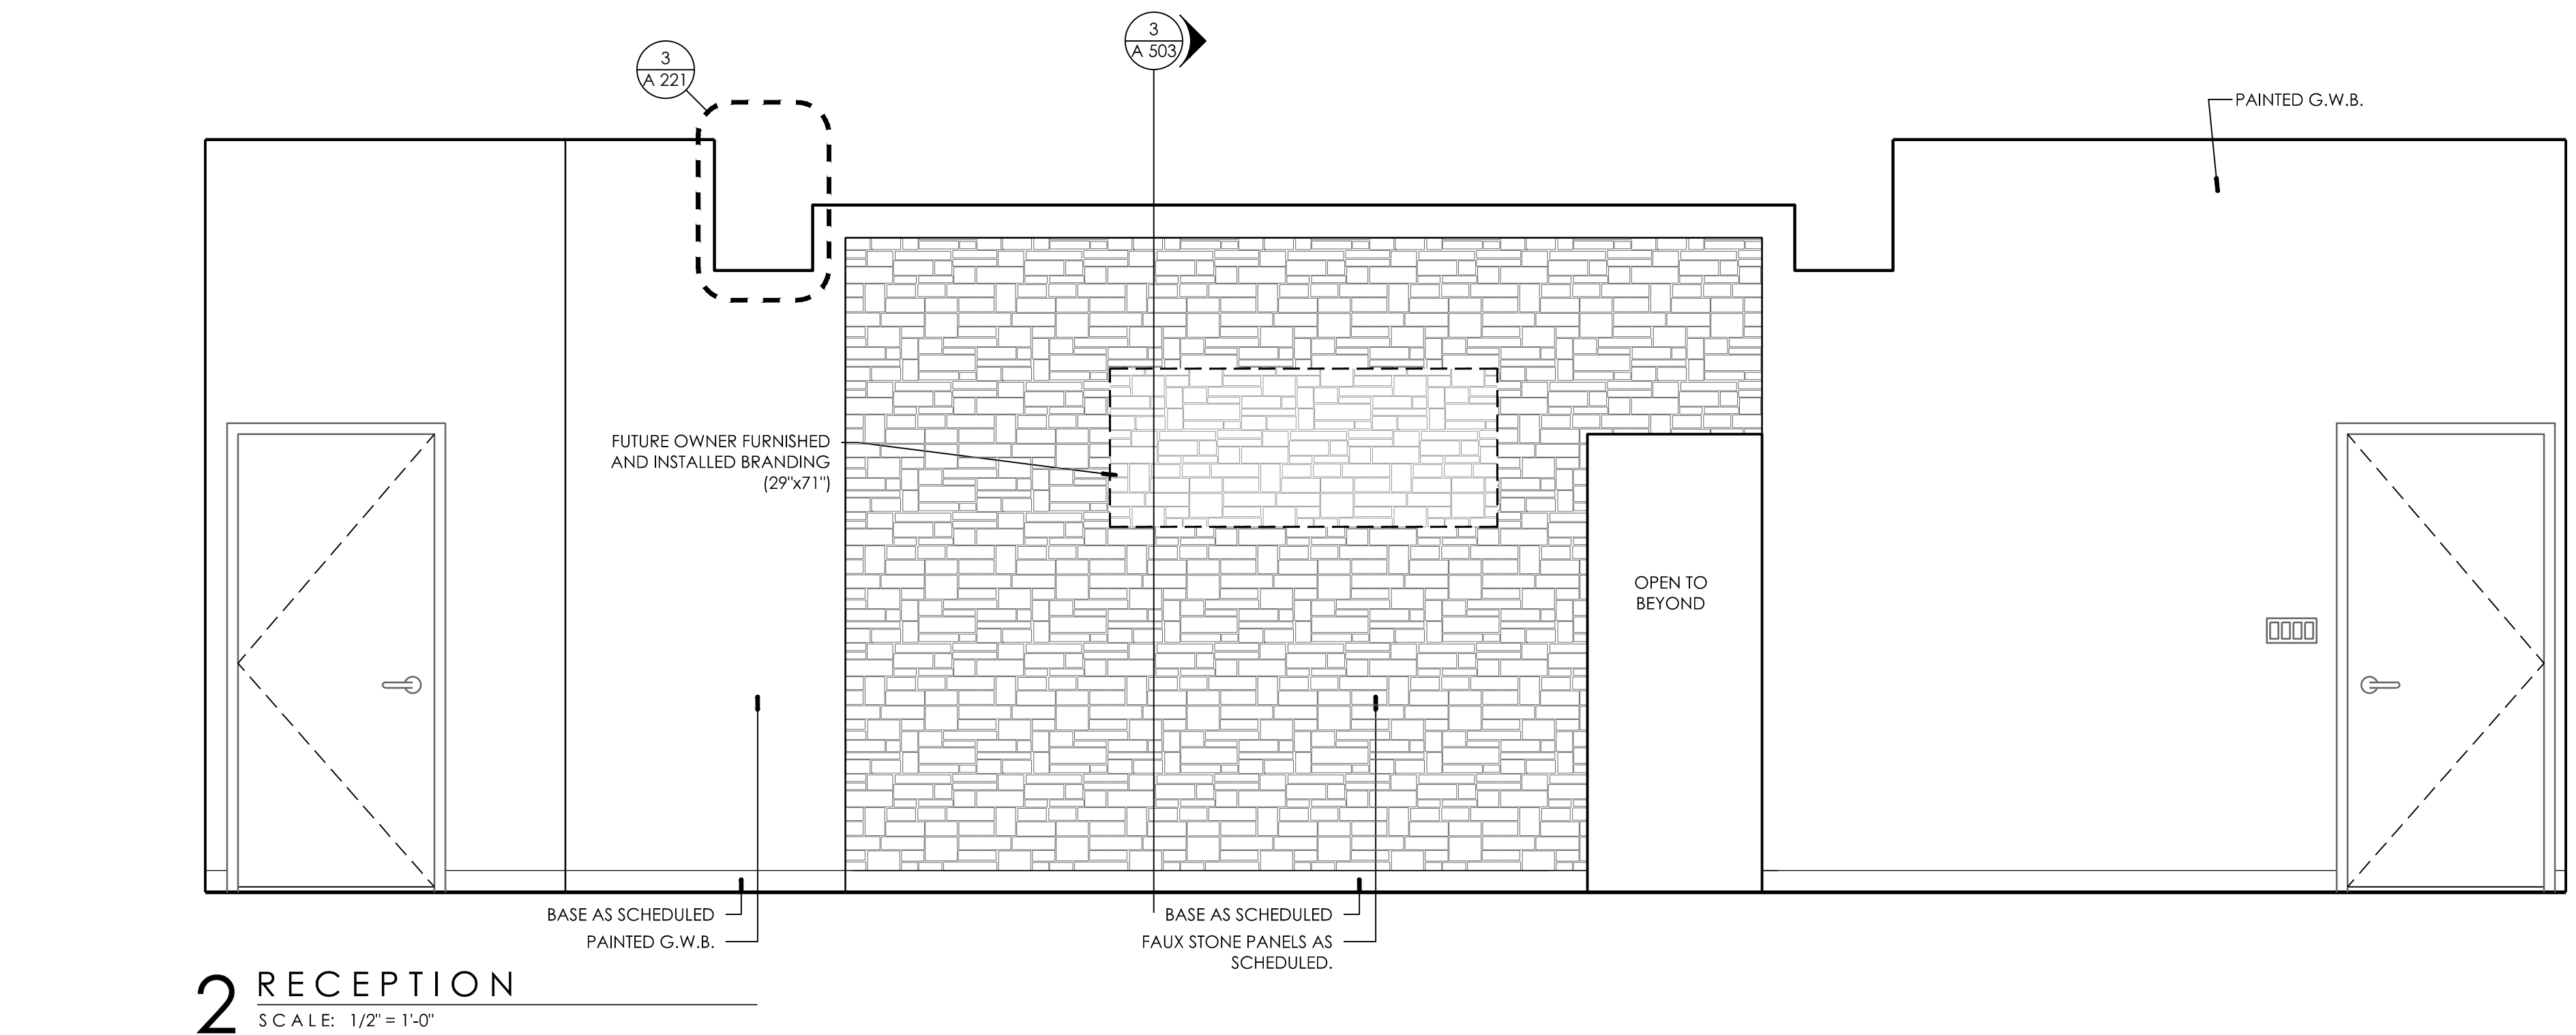 3
A 503
3
A 221
PAINTED G.W.B.
FUTURE OWNER FURNISHED
AND INSTALLED BRANDING
(29"x71")
OPEN TO
BEYOND
BASE AS SCHEDULED
PAINTED G.W.B.
BASE AS SCHEDULED
FAUX STONE PANELS AS
SCHEDULED.
2 RECEPTION
SCALE: 1/2" = 1'-0"